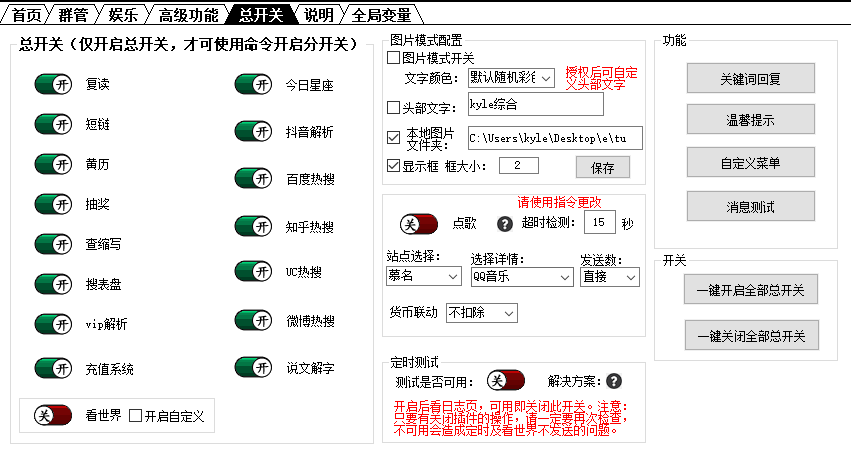 首页 群管 娱乐 高级功能 总开关 说明 全局变量
总开关（仅开启总开关，才可使用命令开启分开关）
开 复读
开 短链
开 黄历
开 抽奖
开 查缩写
开 搜表盘
开 vip解析
开 充值系统
开 今日星座
开 抖音解析
开 百度热搜
开 知乎热搜
开 UC热搜
开 微博热搜
开 说文解字
关 看世界 开启自定义
图片模式配置
图片模式开关
文字颜色： 默认随机彩色
授权后可自定
义头部文字
头部文字： kyle综合
本地图片
文件夹： C:\Users\kyle\Desktop\e\tu
显示框 框大小： 2 保存
请使用指令更改
关 点歌 ? 超时检测： 15 秒
站点选择： 选择详情： 发送数：
慕名 QQ音乐 直接
货币联动 不扣除
定时测试
测试是否可用： 关 解决方案： ?
开启后看日志页，可用即关闭此开关。注意：
只要有关闭插件的操作，请一定要再次检查，
不可用会造成定时及看世界不发送的问题。
功能
关键词回复
温馨提示
自定义菜单
消息测试
开关
一键开启全部总开关
一键关闭全部总开关